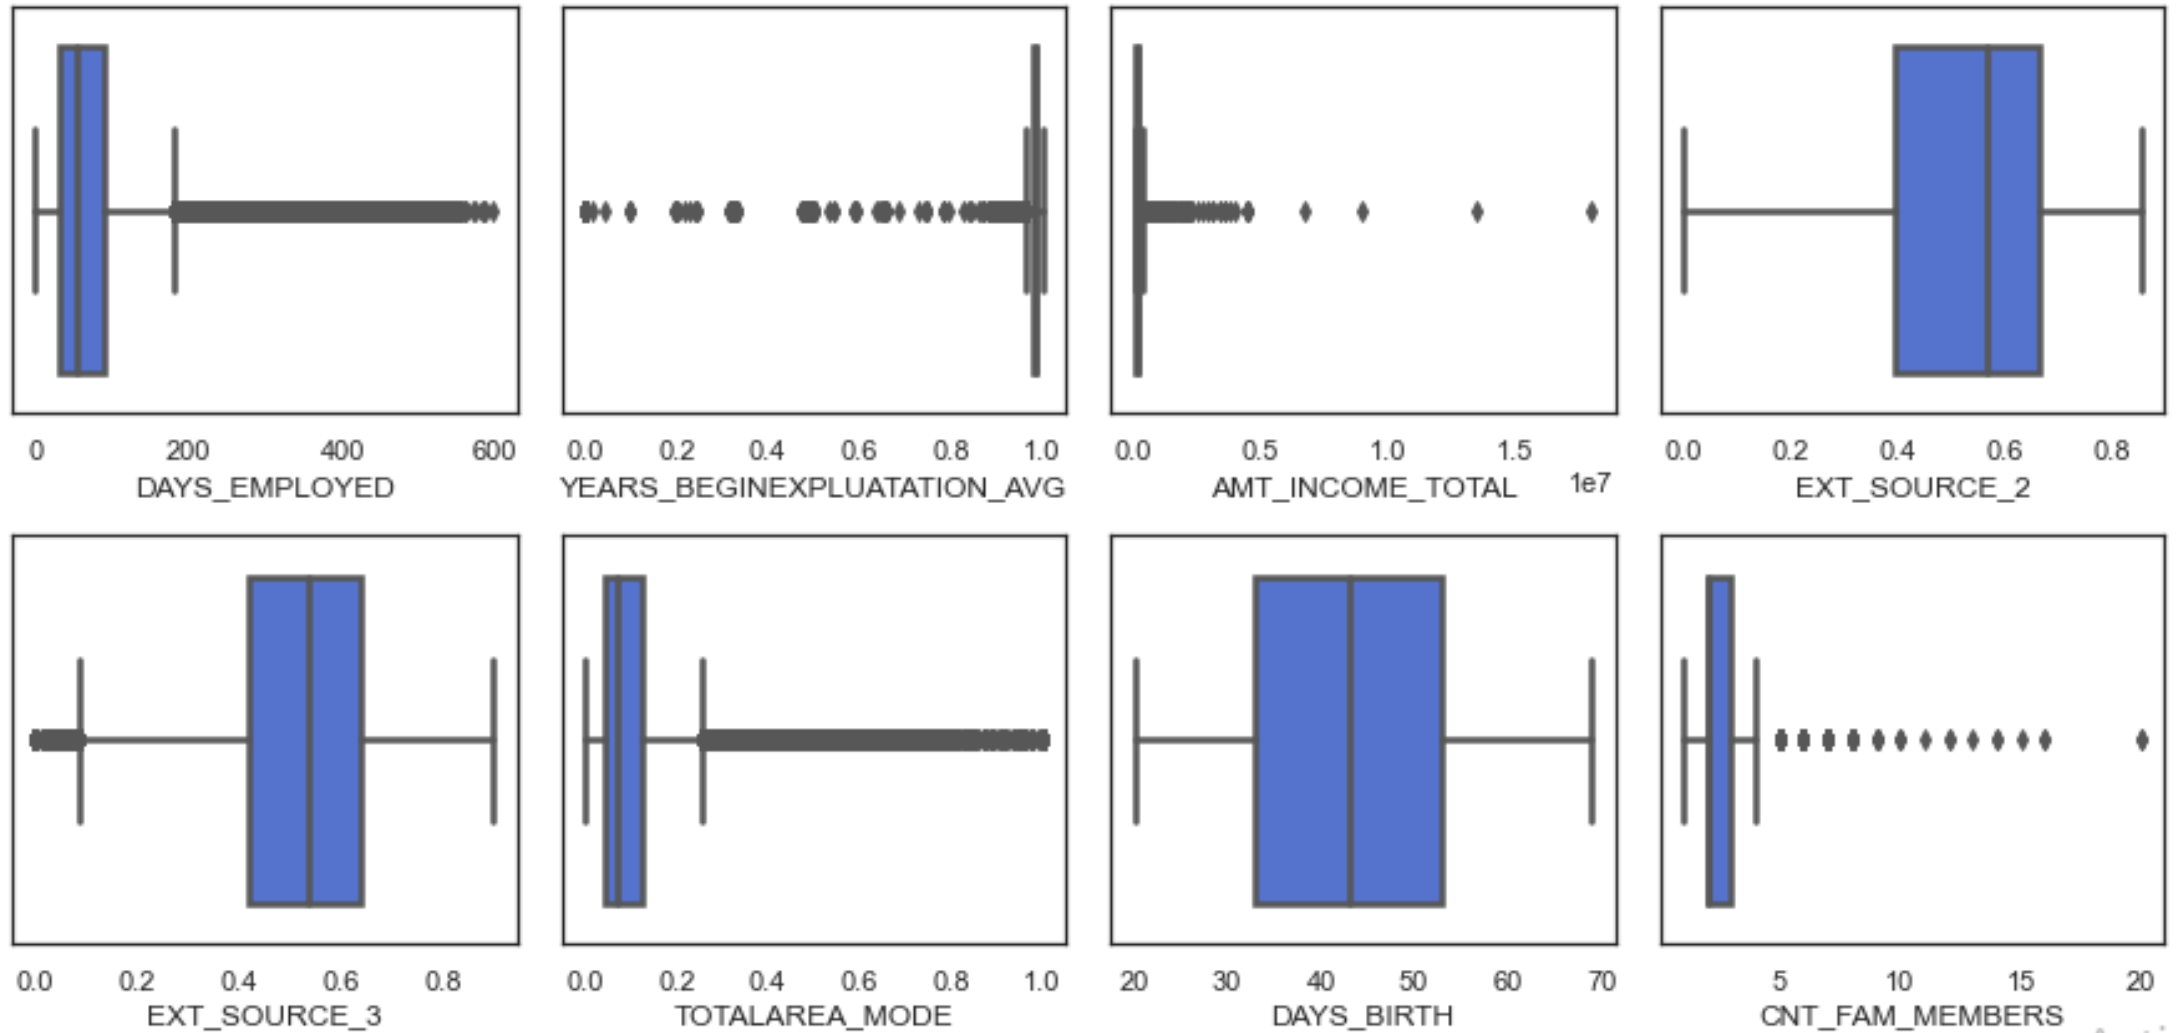 0 200 400 600
DAYS_EMPLOYED
0.0 0.2 0.4 0.6 0.8 1.0
YEARS_BEGINEXPLUATATION_AVG
0.0 0.5 1.0 1.5
AMT_INCOME_TOTAL 1e7
0.0 0.2 0.4 0.6 0.8
EXT_SOURCE_2
0.0 0.2 0.4 0.6 0.8
EXT_SOURCE_3
0.0 0.2 0.4 0.6 0.8 1.0
TOTALAREA_MODE
20 30 40 50 60 70
DAYS_BIRTH
5 10 15 20
CNT_FAM_MEMBERS